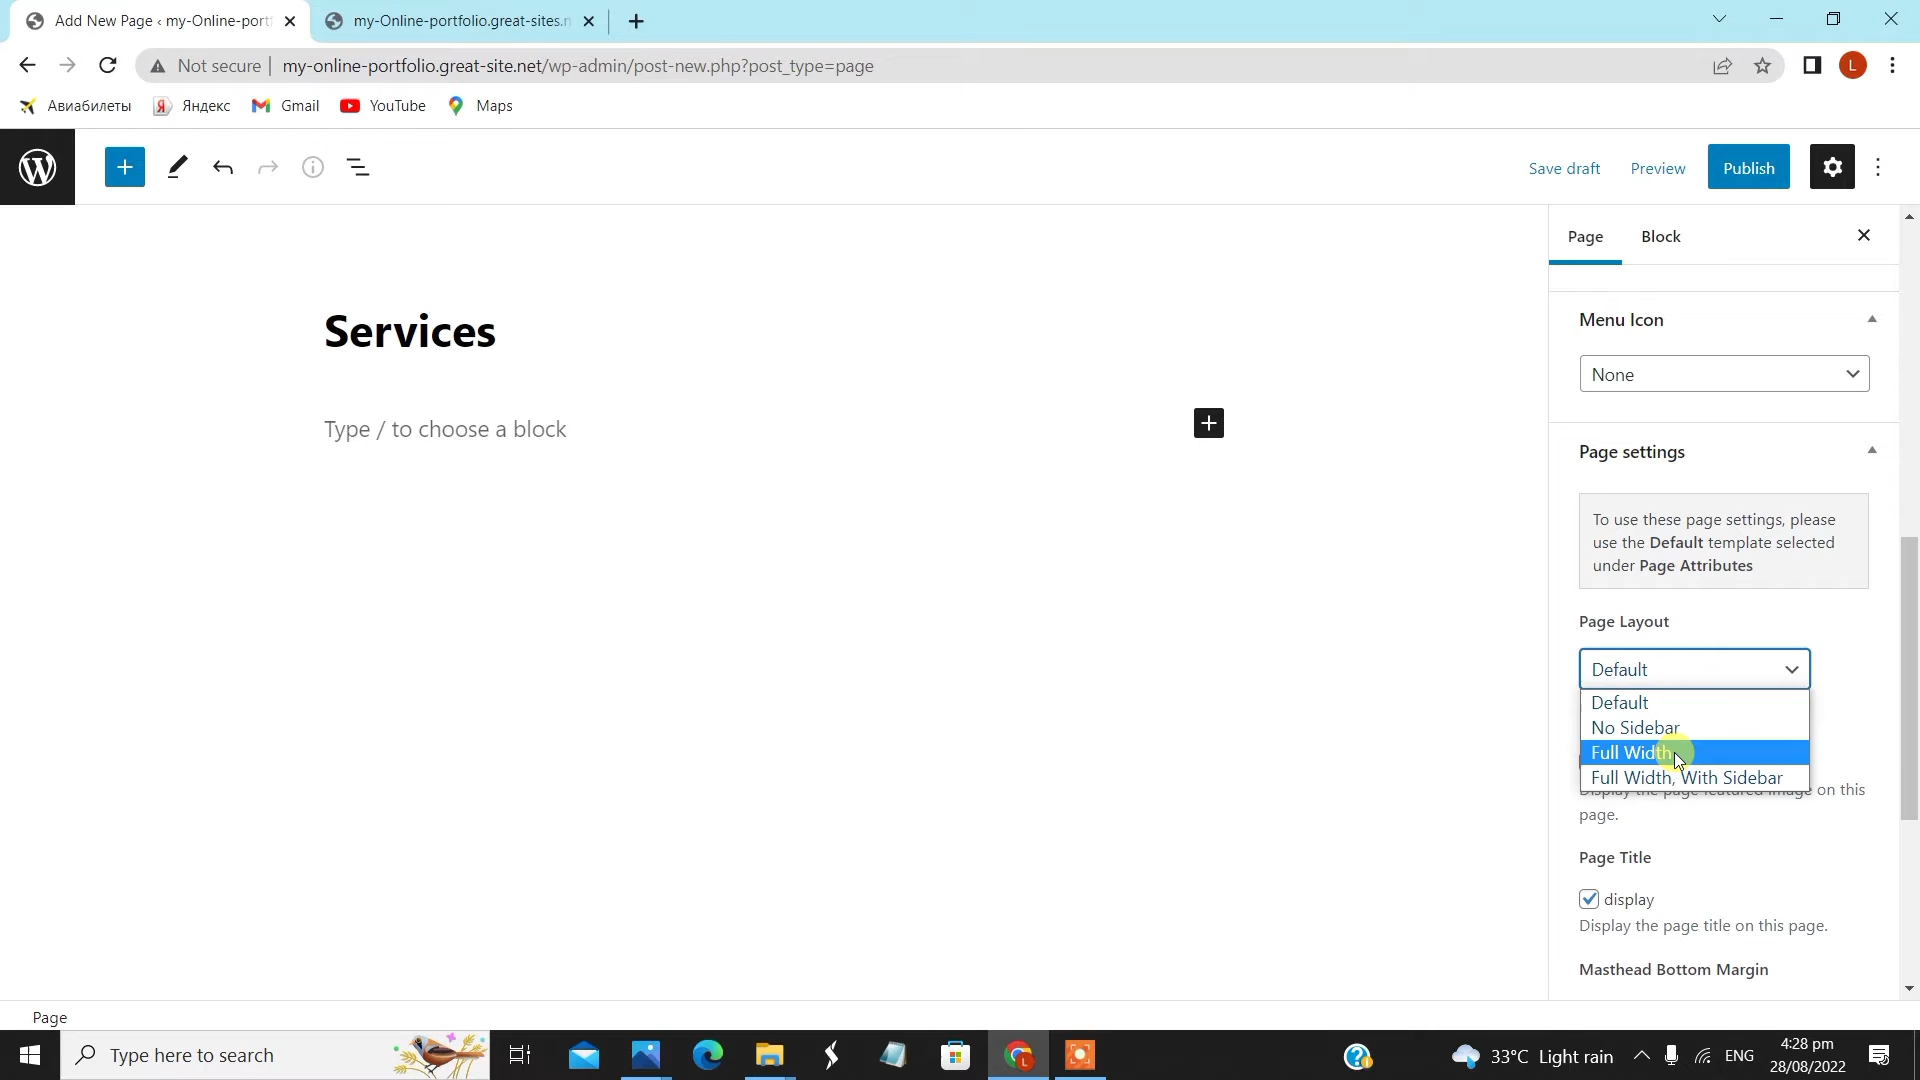 Add New Page ‹ my-Online-portf
my-Online-portfolio.great-sites.n
Not secure
my-online-portfolio.great-site.net/wp-admin/post-new.php?post_type=page
L
Авиабилеты
Яндекс
Gmail
YouTube
Maps
Save draft
Preview
Publish
Page
Block
Services
Type / to choose a block
Menu Icon
None
Page settings
To use these page settings, please
use the Default template selected
under Page Attributes
Page Layout
Default
Default
No Sidebar
Full Width
Full Width, With Sidebar
Display the page featured image on this
page.
Page Title
display
Display the page title on this page.
Masthead Bottom Margin
Page
Type here to search
33°C Light rain
ENG
4:28 pm
28/08/2022